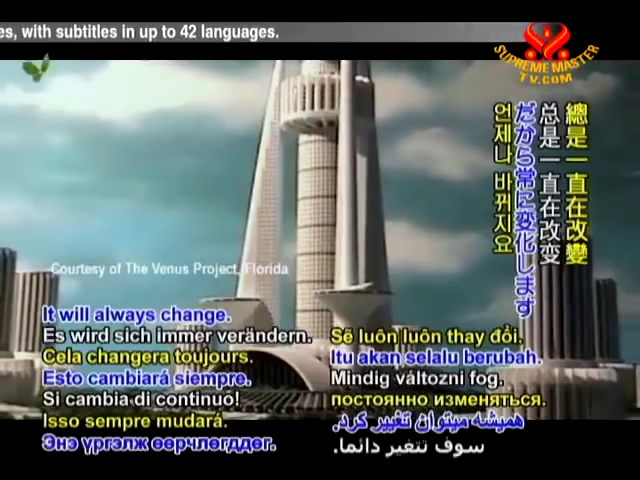 es, with subtitles in up to 42 languages.
SUPREME MASTER
TV.COM
總是一直在改變
总是一直在改变
だから常に変化します
언제나 바뀌지요
Courtesy of The Venus Project, Florida
It will always change.
Es wird sich immer verändern.
Cela changera toujours.
Esto cambiará siempre.
Si cambia di continuó!
Isso sempre mudará.
Энэ үргэлж өөрчлөгддөг.
Sẽ luôn luôn thay đổi.
Itu akan selalu berubah.
Mindig változni fog.
постоянно изменяться.
همیشه میتوان تغییر کرد.
سوف تتغير دائما.